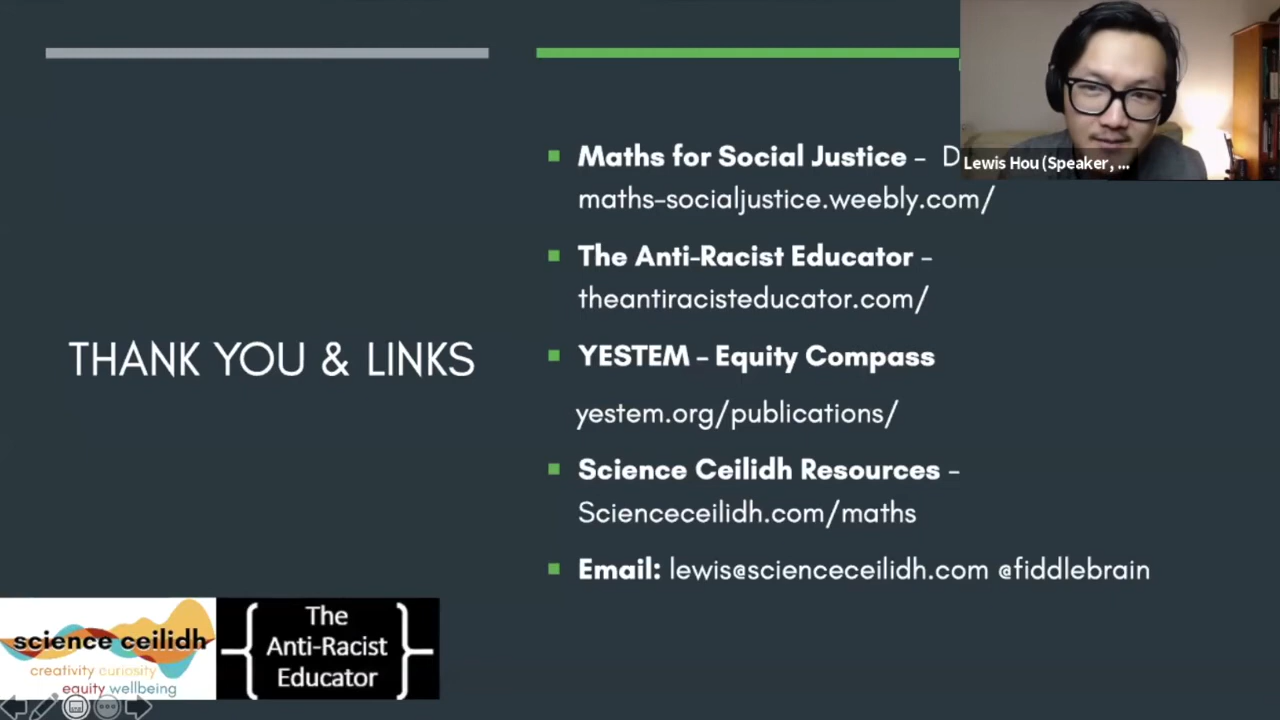 THANK YOU & LINKS
Maths for Social Justice –
maths-socialjustice.weebly.com/
The Anti-Racist Educator –
theantiracisteducator.com/
YESTEM – Equity Compass
yestem.org/publications/
Science Ceilidh Resources –
Scienceceilidh.com/maths
Email: lewis@scienceceilidh.com @fiddlebrain
Lewis Hou (Speaker, ...
science ceilidh
creativity curiosity
equity wellbeing
The
Anti-Racist
Educator